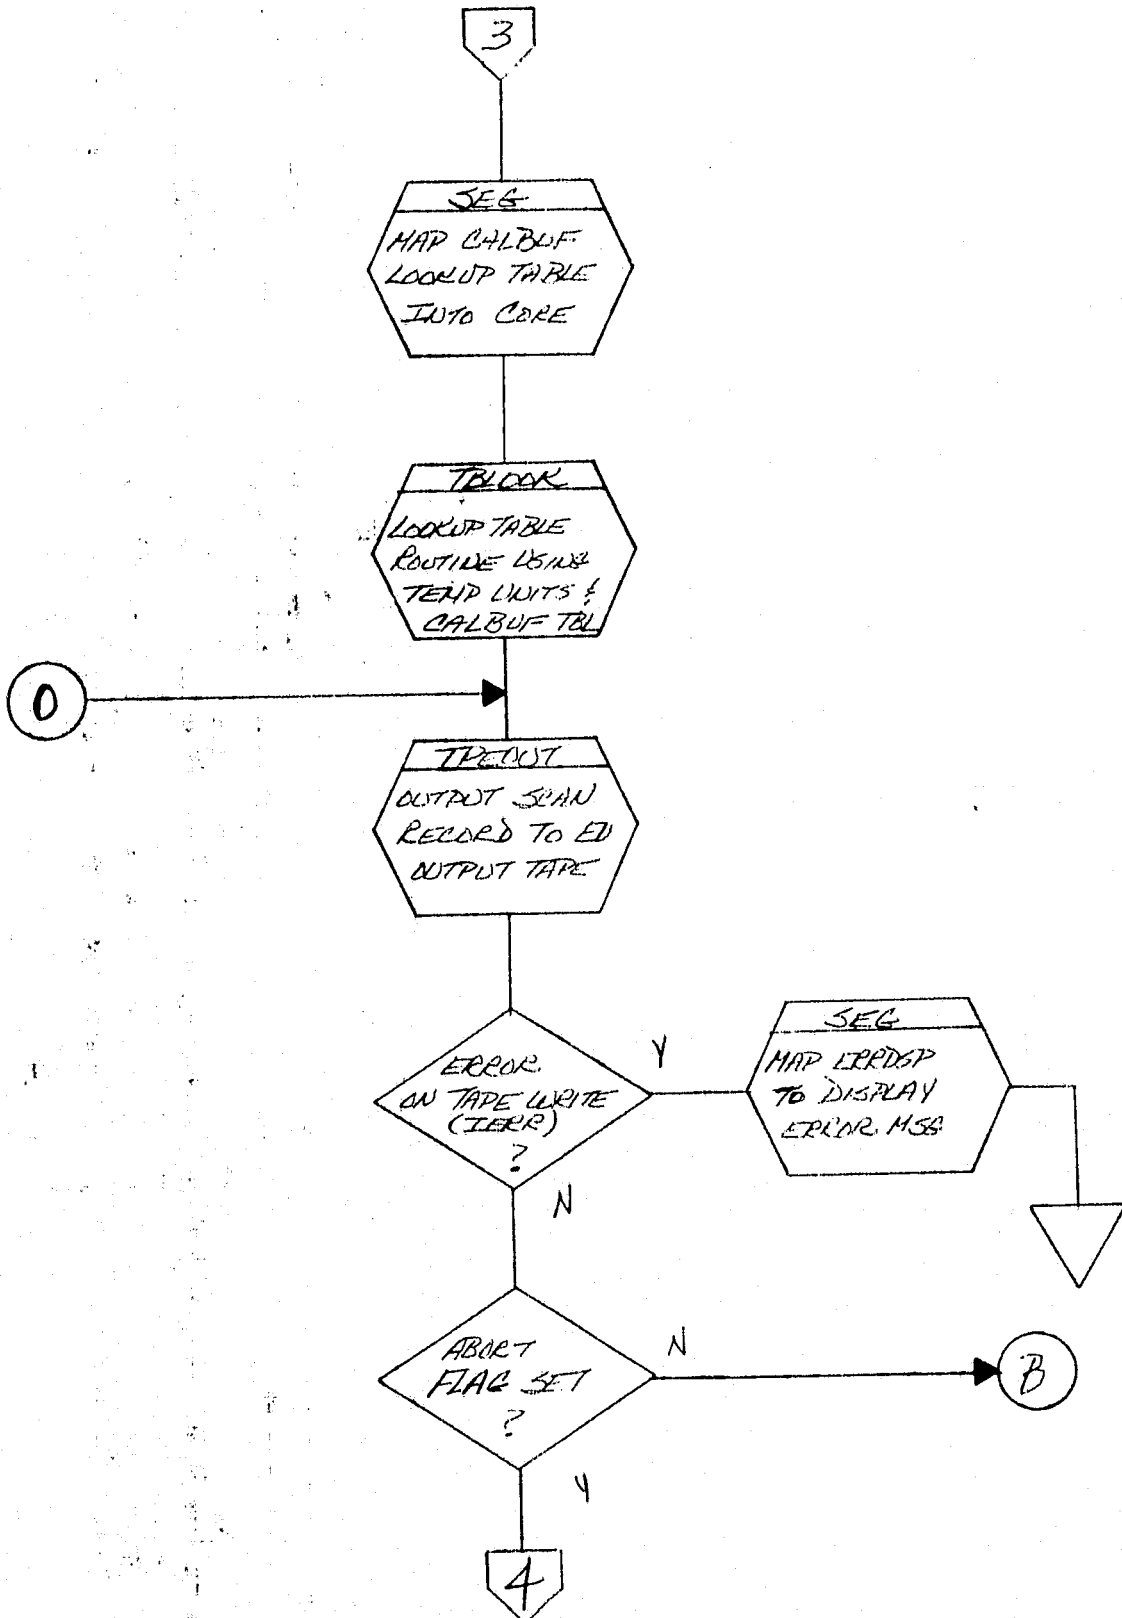 3
SEG
MAP CALBUF
LOOKUP TABLE
INTO CORE
TBLOOK
LOOKUP TABLE
ROUTINE USING
TEMP UNITS &
CALBUF TBL
O
TPEOUT
OUTPUT SCAN
RECORD TO EU
OUTPUT TAPE
ERROR
ON TAPE WRITE
(IERR)
?
Y
N
SEG
MAP ERRDSP
TO DISPLAY
ERROR MSG
ABORT
FLAG SET
?
N
B
Y
4